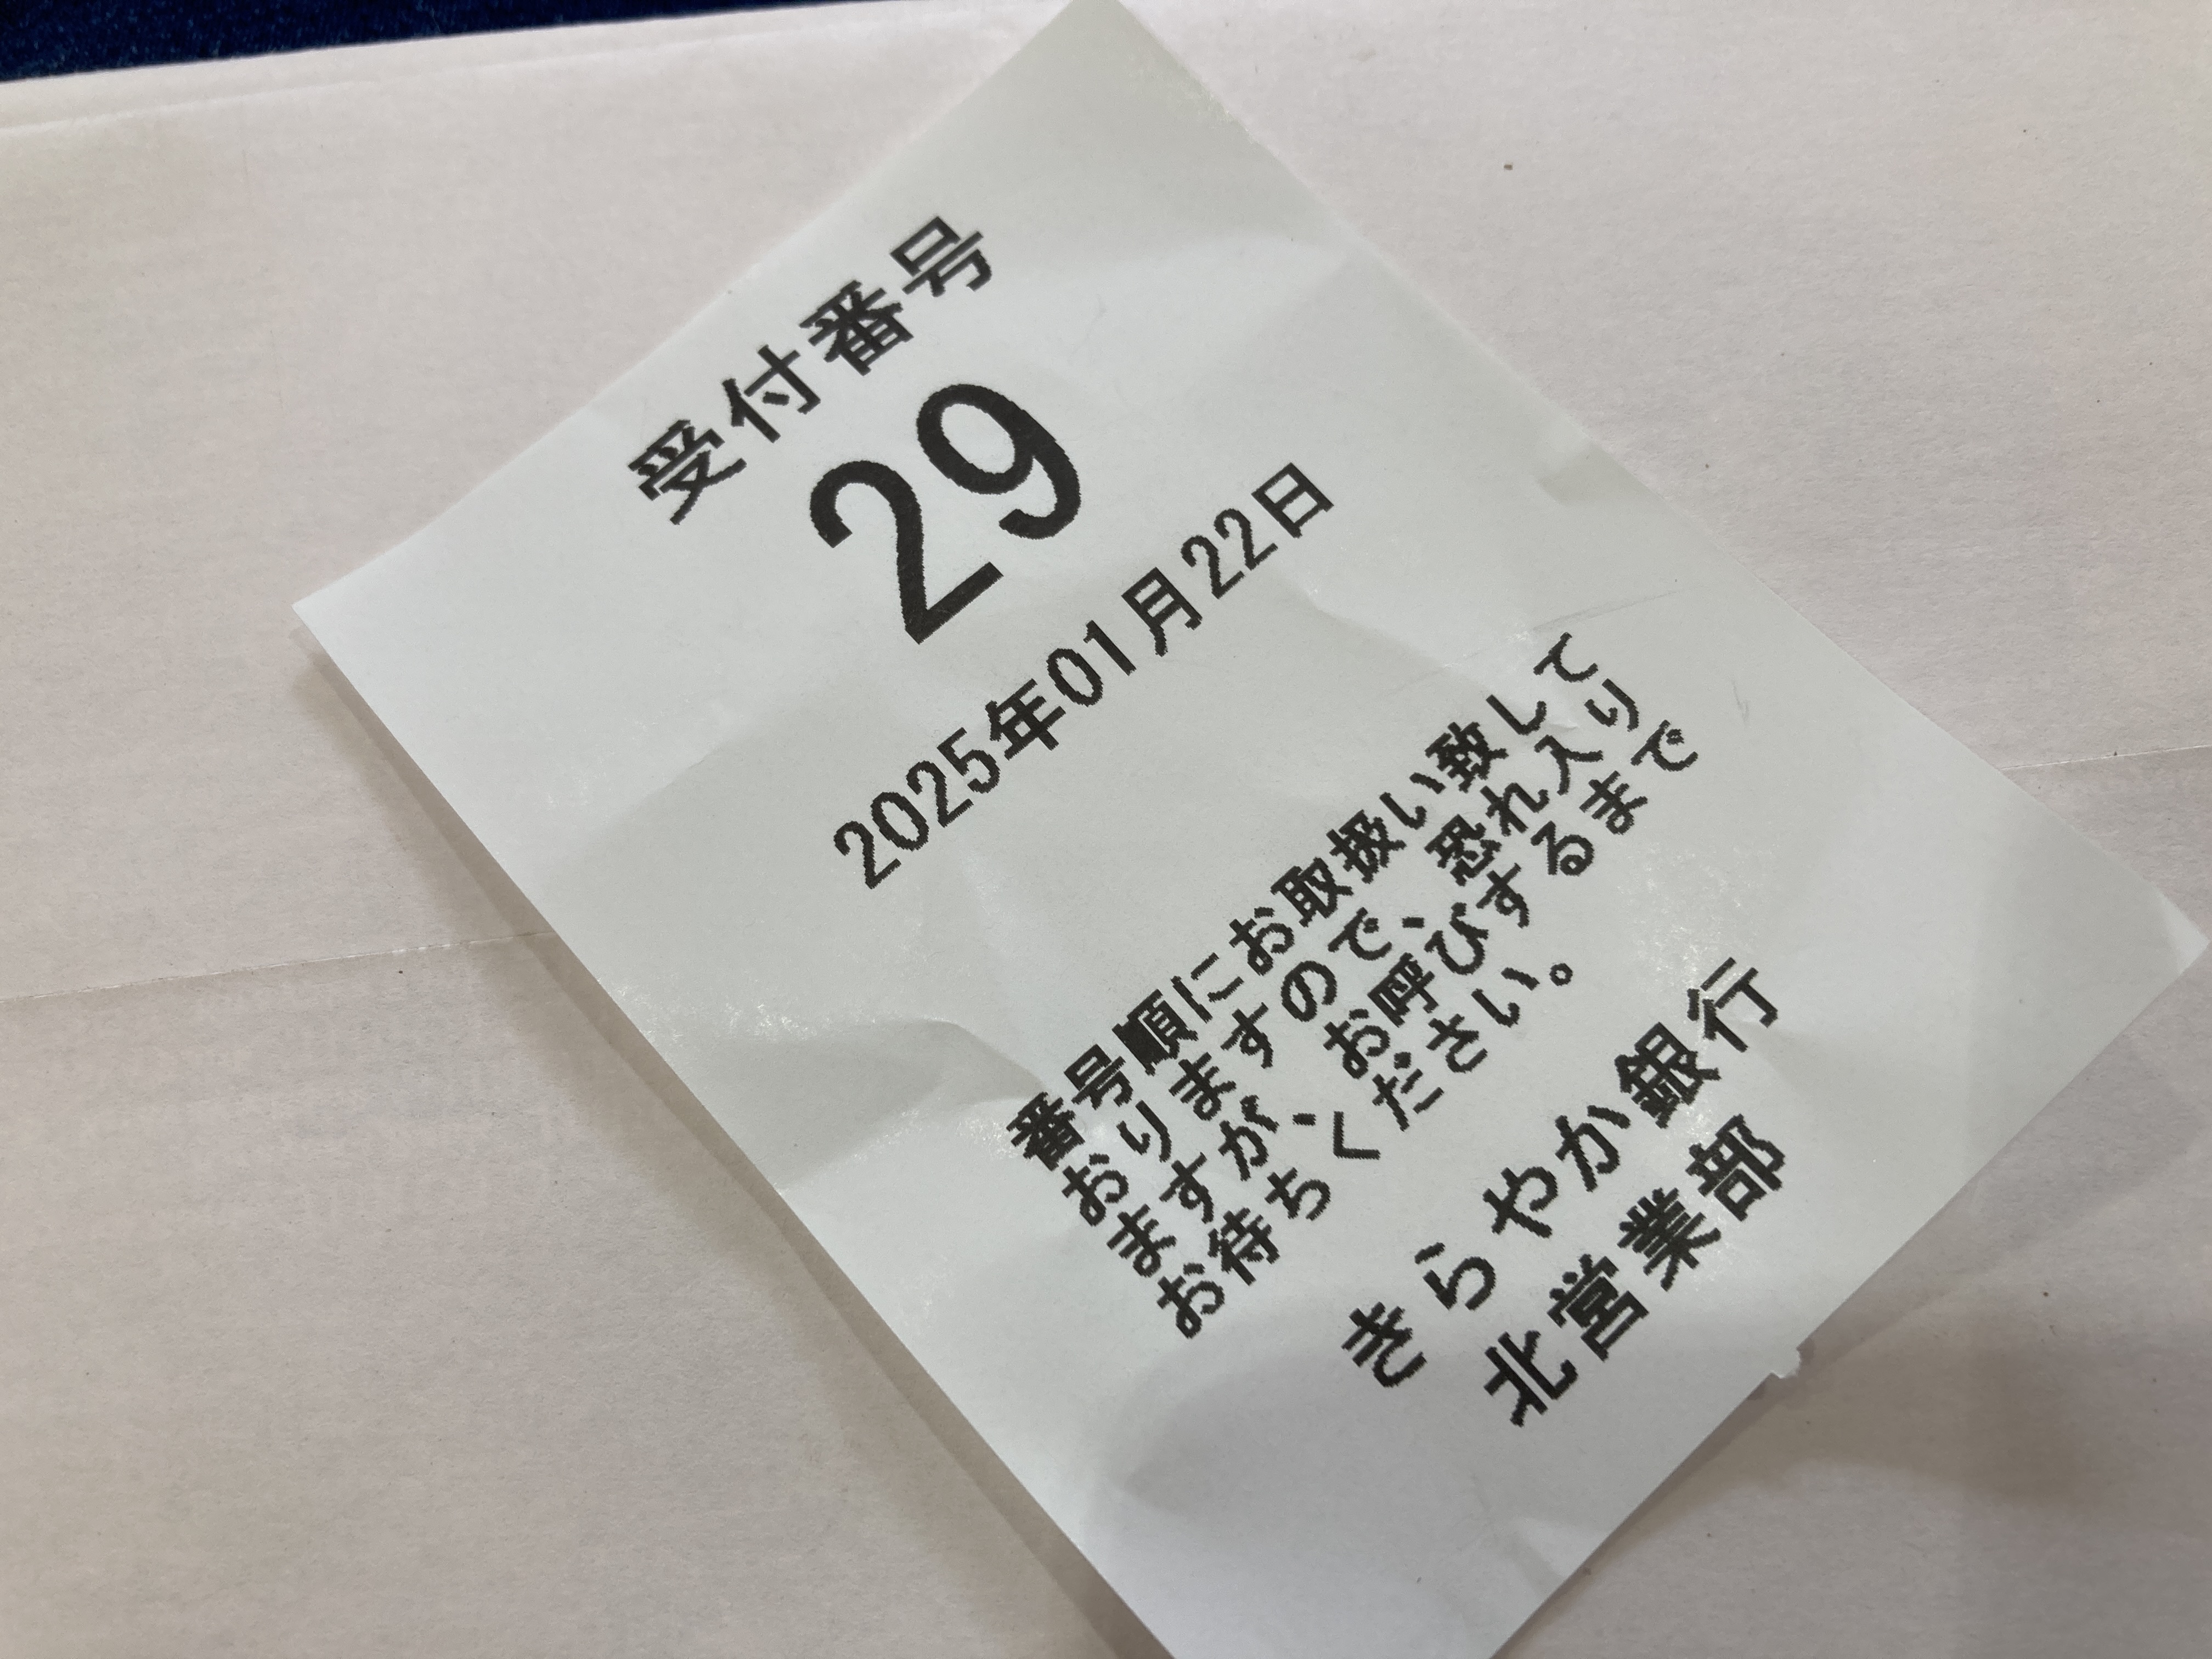 受付番号
29
2025年01月22日
番号順にお取扱い致して
おりますので、恐れ入り
ますが、お呼びするまで
お待ちください。
きらやか銀行
北営業部